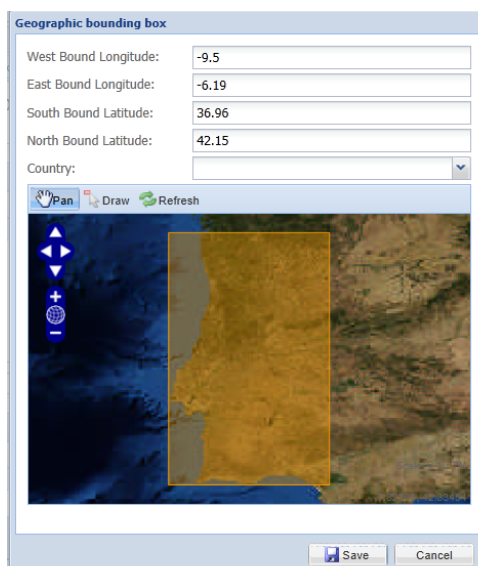 Geographic bounding box
West Bound Longitude: -9.5
East Bound Longitude: -6.19
South Bound Latitude: 36.96
North Bound Latitude: 42.15
Country:
Pan Draw Refresh
Save Cancel